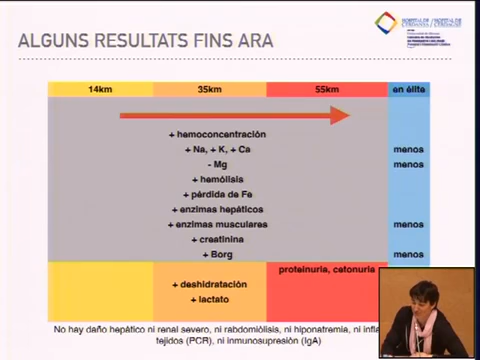 ALGUNS RESULTATS FINS ARA
HOSPITAL DE
14km 35km 55km en élite
+ hemoconcentración
+ Na, + K, + Ca menos
- Mg menos
+ hemólisis
+ pérdida de Fe
+ enzimas hepáticos
+ enzimas musculares menos
+ creatinina
+ Borg menos
proteinuria, cetonuria
+ deshidratación
+ lactato
No hay daño hepático ni renal severo, ni rabdomiólisis, ni hiponatremia, ni infla
tejidos (PCR), ni inmunosupresión (IgA)